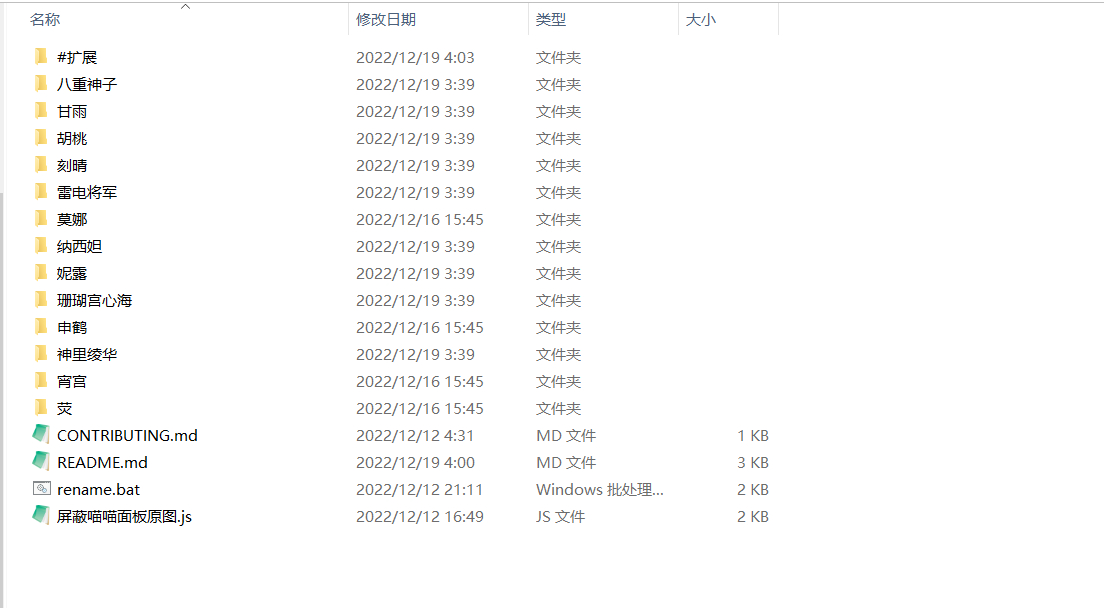 名称 修改日期 类型 大小
#扩展 2022/12/19 4:03 文件夹
八重神子 2022/12/19 3:39 文件夹
甘雨 2022/12/19 3:39 文件夹
胡桃 2022/12/19 3:39 文件夹
刻晴 2022/12/19 3:39 文件夹
雷电将军 2022/12/19 3:39 文件夹
莫娜 2022/12/16 15:45 文件夹
纳西妲 2022/12/19 3:39 文件夹
妮露 2022/12/19 3:39 文件夹
珊瑚宫心海 2022/12/19 3:39 文件夹
申鹤 2022/12/16 15:45 文件夹
神里绫华 2022/12/19 3:39 文件夹
宵宫 2022/12/16 15:45 文件夹
荧 2022/12/16 15:45 文件夹
CONTRIBUTING.md 2022/12/12 4:31 MD 文件 1 KB
README.md 2022/12/19 4:00 MD 文件 3 KB
rename.bat 2022/12/12 21:11 Windows 批处理... 2 KB
屏蔽喵喵面板原图.js 2022/12/12 16:49 JS 文件 2 KB